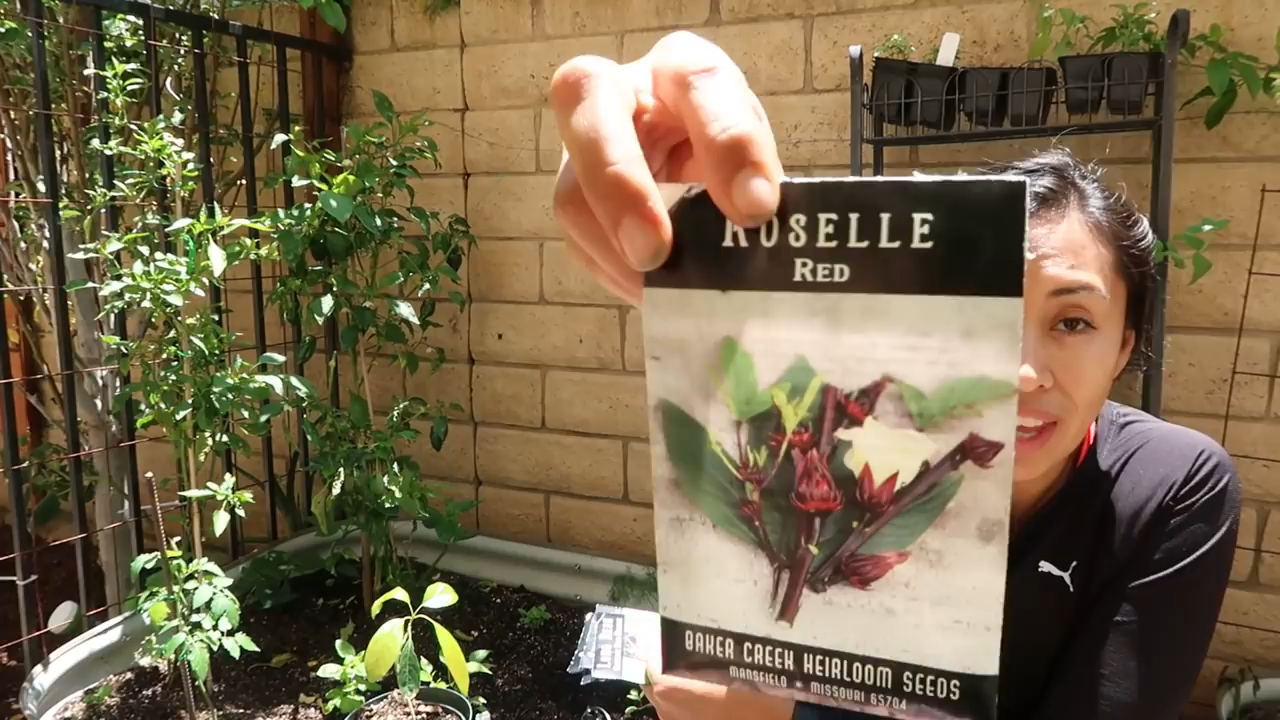 ROSELLE
RED
BAKER CREEK HEIRLOOM SEEDS
MANSFIELD * MISSOURI 65704